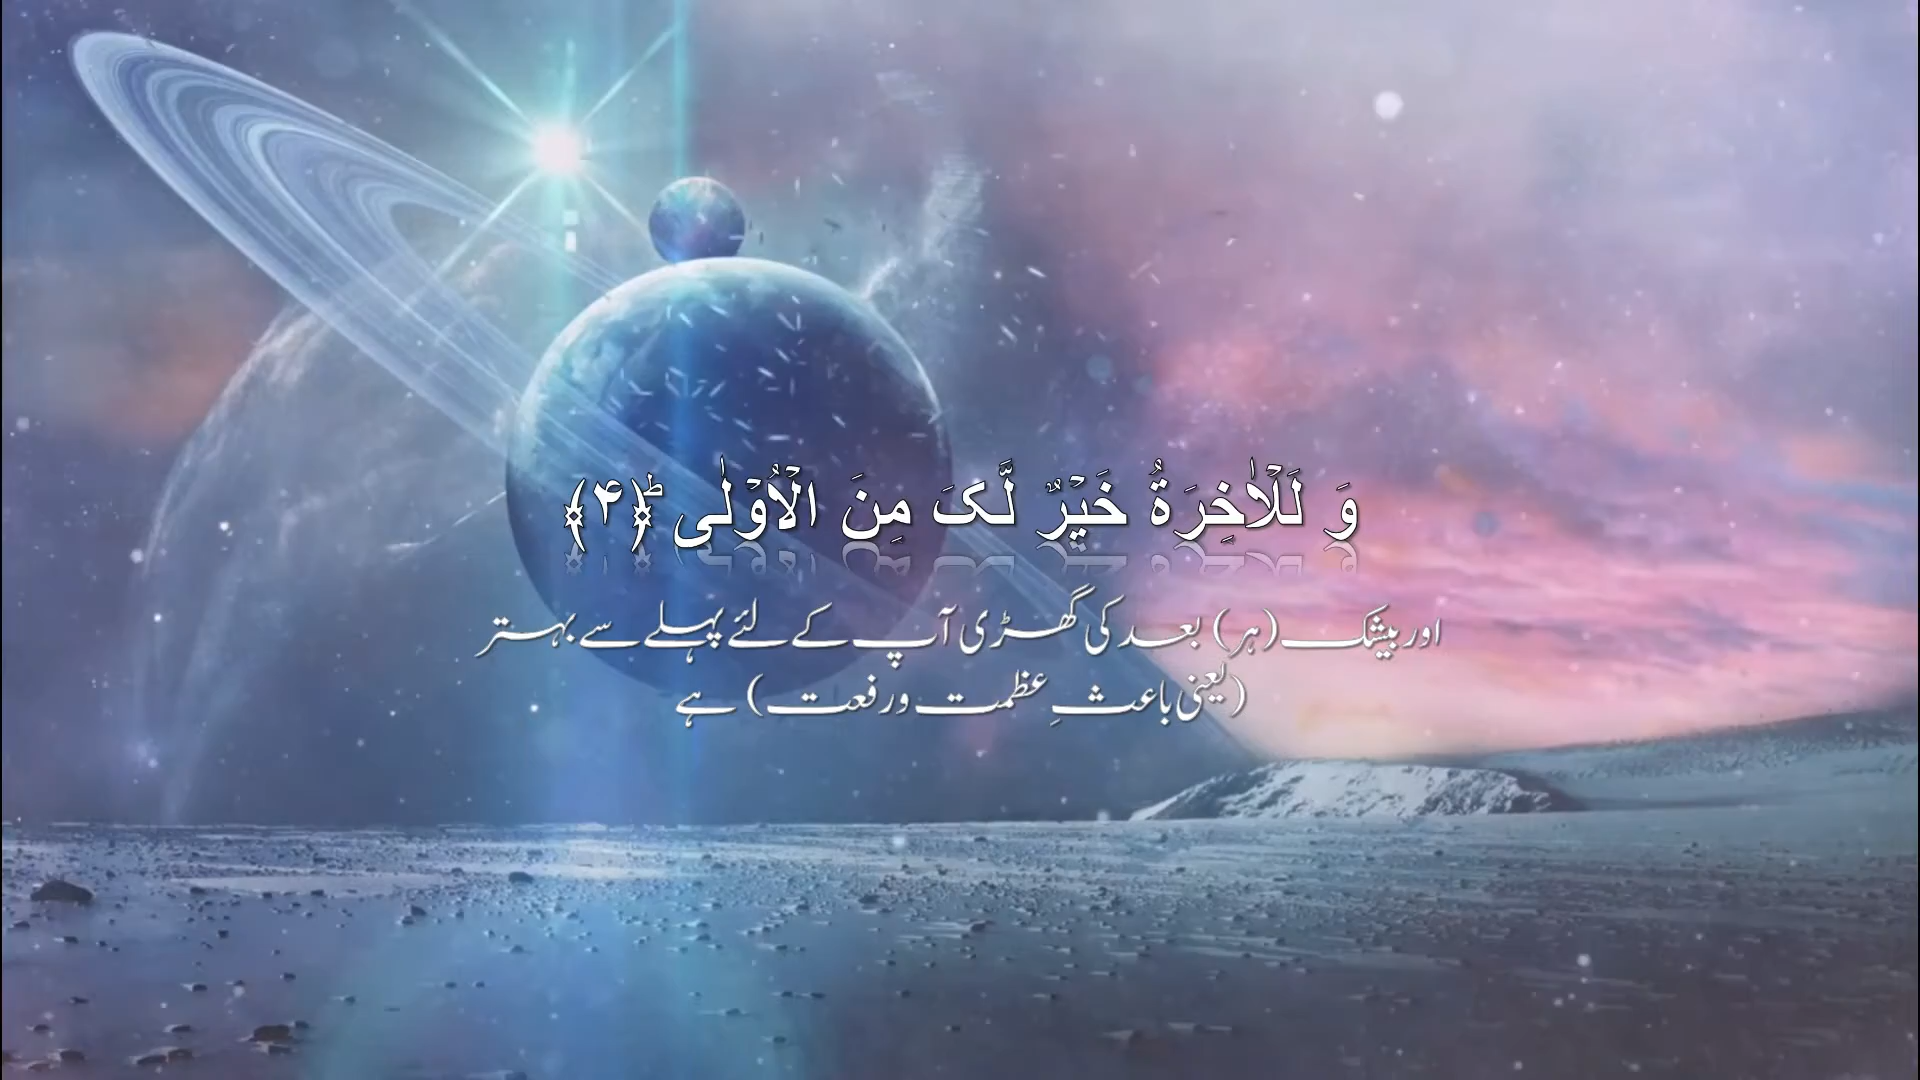 وَ لَلۡاٰخِرَۃُ خَیۡرٌ لَّکَ مِنَ الۡاُوۡلٰی ؕ﴿۴﴾
اور بیشک (ہر) بعد کی گھڑی آپ کے لئے پہلے سے بہتر
(یعنی باعثِ عظمت و رفعت) ہے